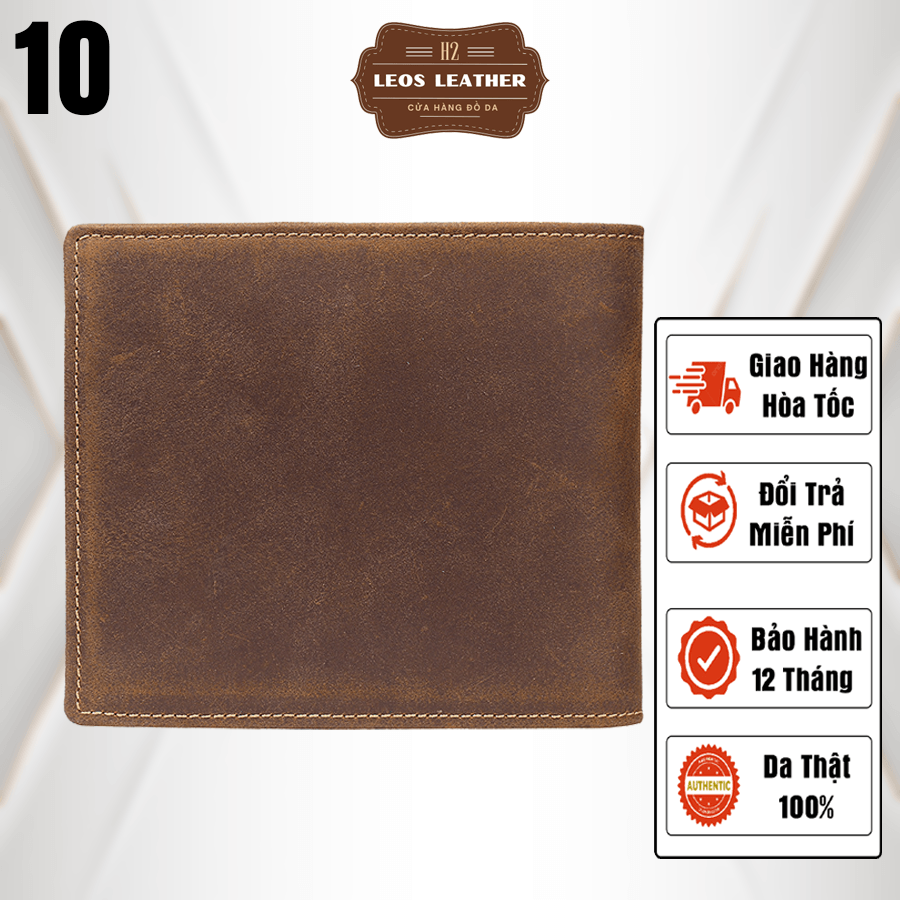 10
H2
LEOS LEATHER
CỬA HÀNG ĐỒ DA
Giao Hàng
Hỏa Tốc
Đổi Trả
Miễn Phí
Bảo Hành
12 Tháng
AUTHENTIC
Da Thật
100%